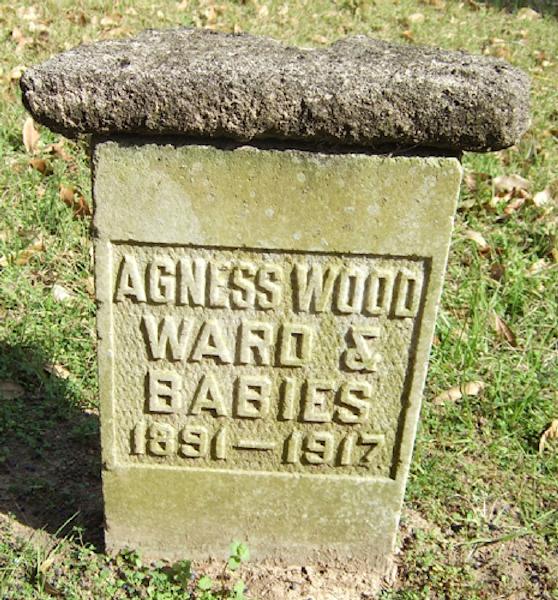 AGNESS WOOD
WARD &
BABIES
1891—1917